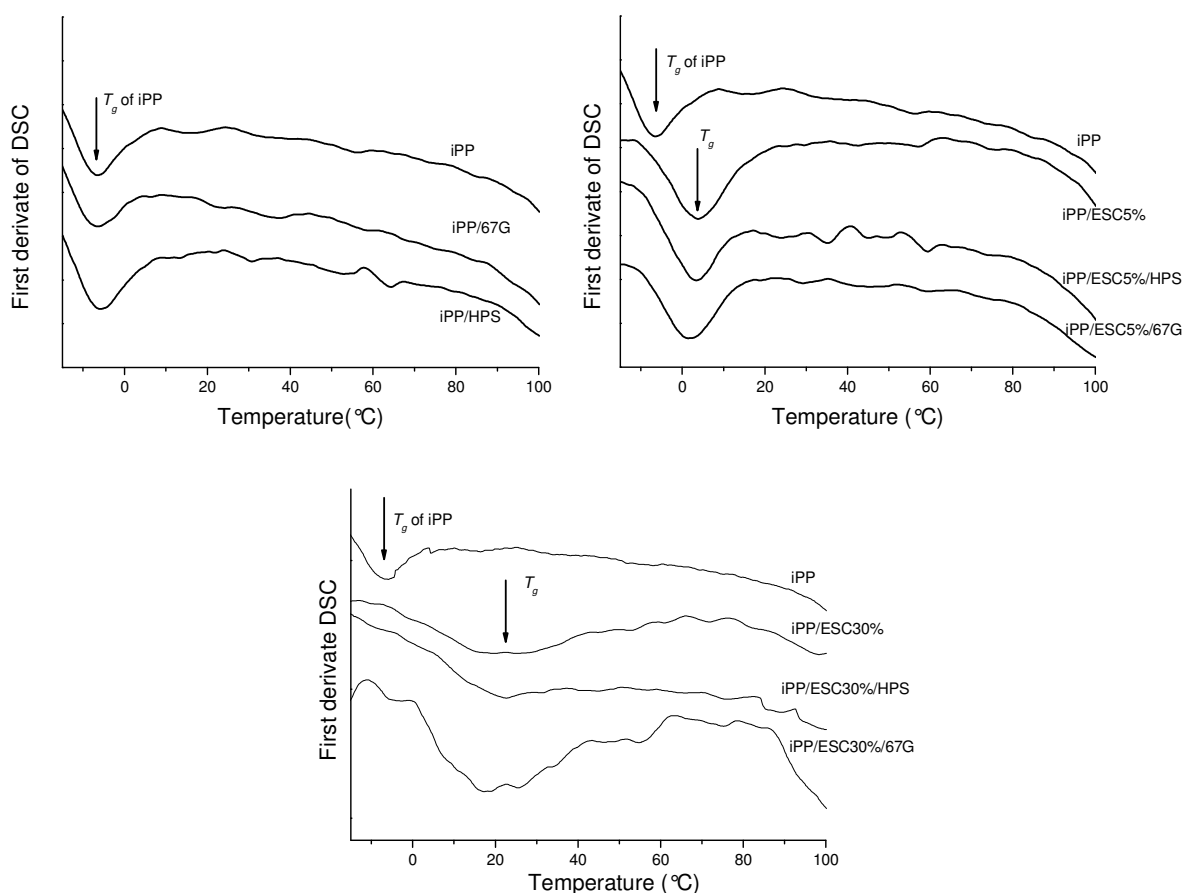 First derivate of DSC
T_g of iPP
iPP
iPP/67G
iPP/HPS
0 20 40 60 80 100
Temperature(°C)
First derivate of DSC
T_g of iPP
T_g
iPP
iPP/ESC5%
iPP/ESC5%/HPS
iPP/ESC5%/67G
0 20 40 60 80 100
Temperature (°C)
First derivate DSC
T_g of iPP
T_g
iPP
iPP/ESC30%
iPP/ESC30%/HPS
iPP/ESC30%/67G
0 20 40 60 80 100
Temperature (°C)